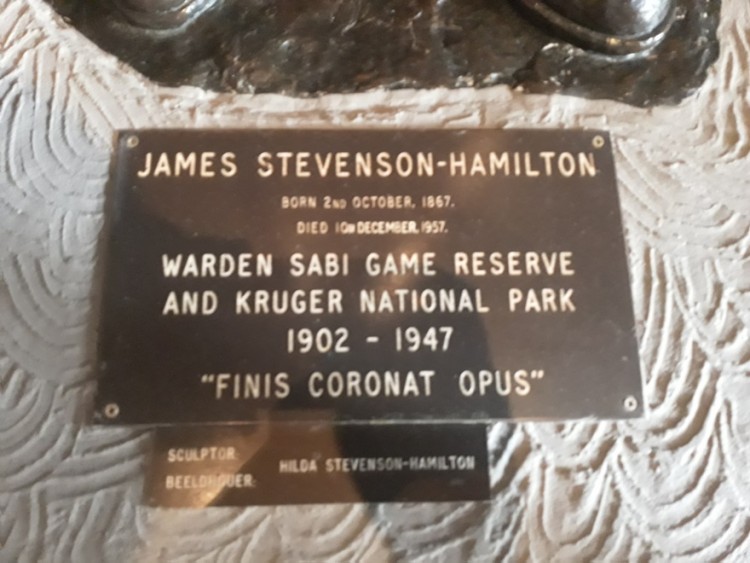 JAMES STEVENSON-HAMILTON
BORN 2ND OCTOBER, 1867.
DIED 10TH DECEMBER, 1957.
WARDEN SABI GAME RESERVE
AND KRUGER NATIONAL PARK
1902 - 1947
"FINIS CORONAT OPUS"
SCULPTOR:
BEELDHOUER:
HILDA STEVENSON-HAMILTON